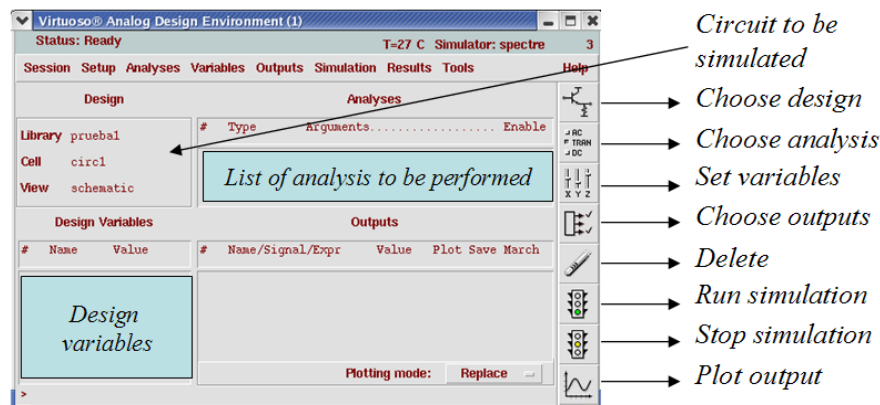 Virtuoso® Analog Design Environment (1)
Status: Ready T=27 C Simulator: spectre 3
Session Setup Analyses Variables Outputs Simulation Results Tools Help
Design
Library prueba1
Cell circ1
View schematic
Analyses
# Type Arguments..................... Enable
List of analysis to be performed
Design Variables
# Name Value
Design
variables
Outputs
# Name/Signal/Expr Value Plot Save March
Plotting mode: Replace
>
AC
TRAN
DC
X Y Z
Circuit to be
simulated
Choose design
Choose analysis
Set variables
Choose outputs
Delete
Run simulation
Stop simulation
Plot output